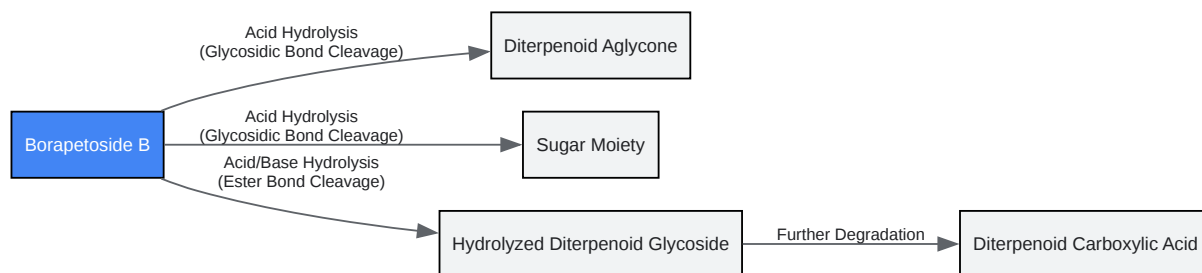 Acid Hydrolysis
(Glycosidic Bond Cleavage)
Diterpenoid Aglycone
Borapetoside B
Acid Hydrolysis
(Glycosidic Bond Cleavage)
Sugar Moiety
Acid/Base Hydrolysis
(Ester Bond Cleavage)
Hydrolyzed Diterpenoid Glycoside
Further Degradation
Diterpenoid Carboxylic Acid